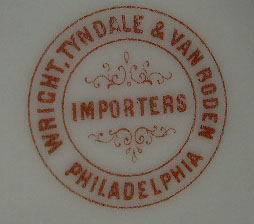 WRIGHT, TYNDALE & VAN RODEN
IMPORTERS
PHILADELPHIA